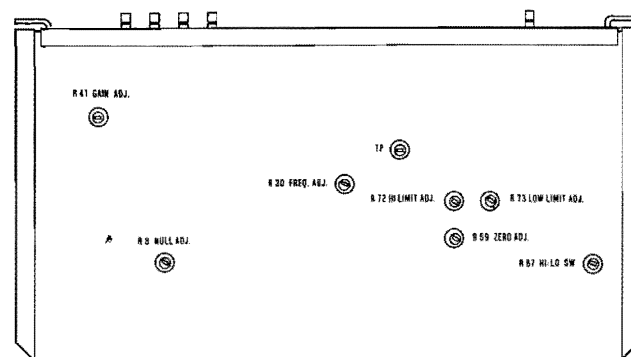 R 41 GAIN ADJ.
TP
R 30 FREQ. ADJ.
R 72 HI LIMIT ADJ.
R 73 LOW LIMIT ADJ.
R 8 NULL ADJ.
R 59 ZERO ADJ.
R 67 HI-LO SW